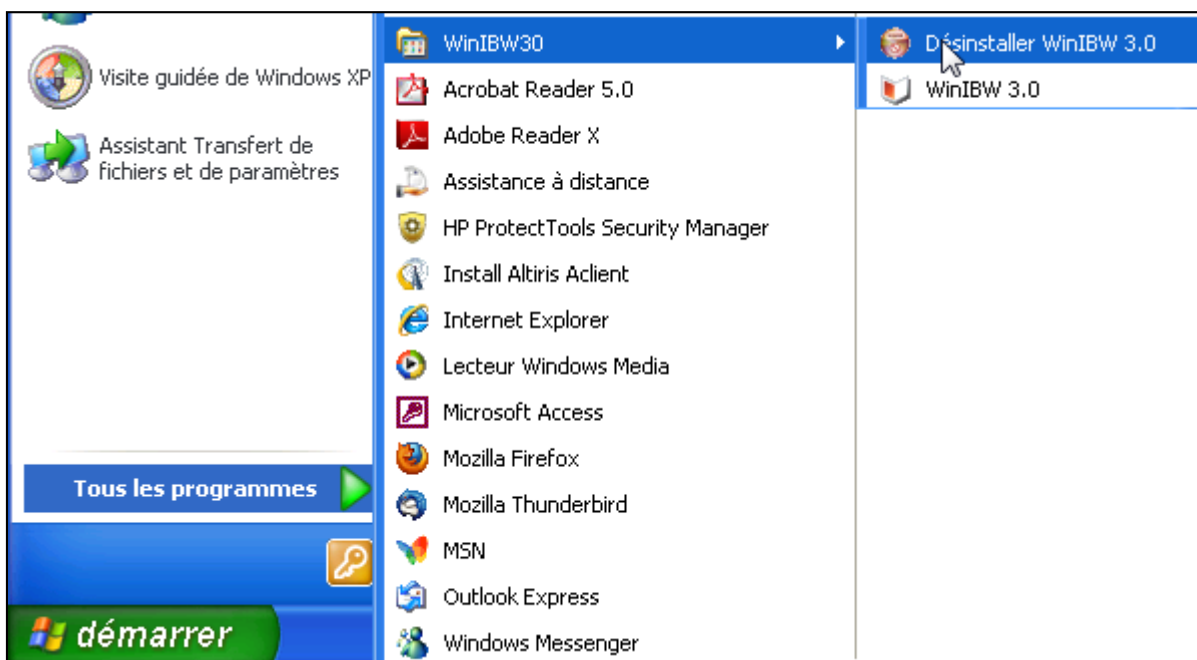 Visite guidée de Windows XP
Assistant Transfert de
fichiers et de paramètres
Tous les programmes
démarrer
WinIBW30
Acrobat Reader 5.0
Adobe Reader X
Assistance à distance
HP ProtectTools Security Manager
Install Altiris Aclient
Internet Explorer
Lecteur Windows Media
Microsoft Access
Mozilla Firefox
Mozilla Thunderbird
MSN
Outlook Express
Windows Messenger
Désinstaller WinIBW 3.0
WinIBW 3.0